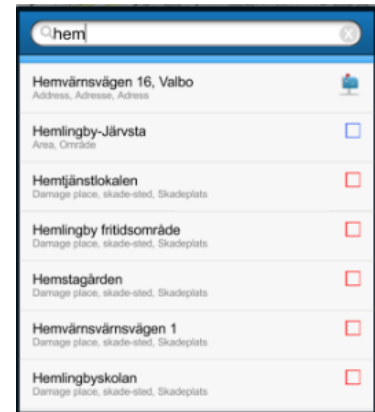 hem
Hemvärnsvägen 16, Valbo
Address, Adresse, Adress
Hemlingby-Järvsta
Area, Område
Hemtjänstlokalen
Damage place, skade-sted, Skadeplats
Hemlingby fritidsområde
Damage place, skade-sted, Skadeplats
Hemstagården
Damage place, skade-sted, Skadeplats
Hemvärnsvärnsvägen 1
Damage place, skade-sted, Skadeplats
Hemlingbyskolan
Damage place, skade-sted, Skadeplats